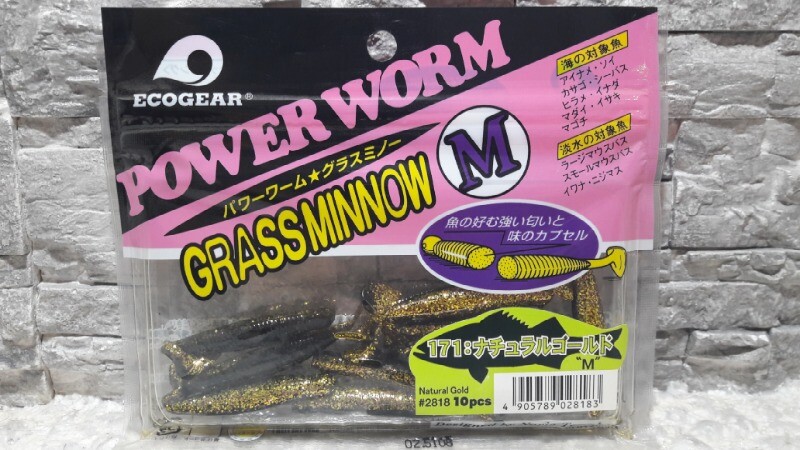 ECOGEAR®
POWER WORM
パワーワーム★グラスミノー
GRASSMINNOW
M
海の対象魚
アイナメ・ソイ
カサゴ・シーバス
ヒラメ・イナダ
マダイ・イサキ
マゴチ
淡水の対象魚
ラージマウスバス
スモールマウスバス
イワナ・ニジマス
魚の好む強い匂いと
味のカプセル
171:ナチュラルゴールド
"M"
Natural Gold
#2818 10pcs
4 905789 028183